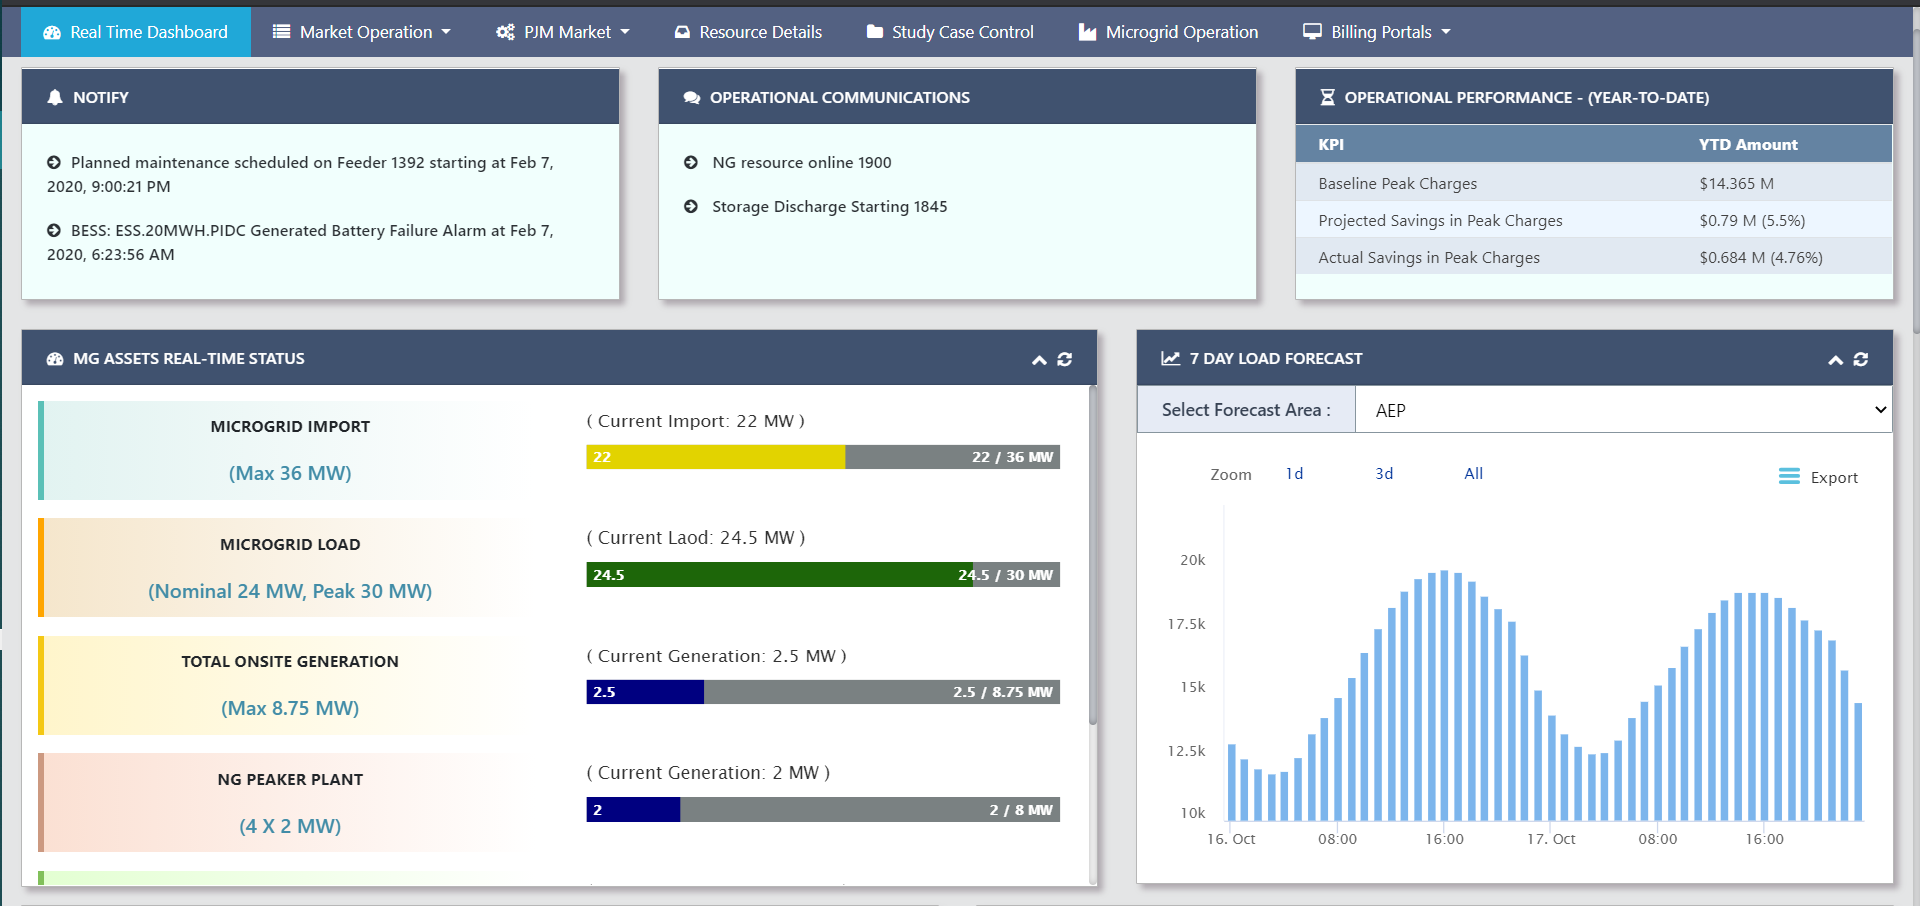 Real Time Dashboard
Market Operation
PJM Market
Resource Details
Study Case Control
Microgrid Operation
Billing Portals
NOTIFY
Planned maintenance scheduled on Feeder 1392 starting at Feb 7,
2020, 9:00:21 PM
BESS: ESS.20MWH.PIDC Generated Battery Failure Alarm at Feb 7,
2020, 6:23:56 AM
OPERATIONAL COMMUNICATIONS
NG resource online 1900
Storage Discharge Starting 1845
OPERATIONAL PERFORMANCE - (YEAR-TO-DATE)
KPI YTD Amount
Baseline Peak Charges $14.365 M
Projected Savings in Peak Charges $0.79 M (5.5%)
Actual Savings in Peak Charges $0.684 M (4.76%)
MG ASSETS REAL-TIME STATUS
MICROGRID IMPORT
(Max 36 MW)
( Current Import: 22 MW )
22 22 / 36 MW
MICROGRID LOAD
(Nominal 24 MW, Peak 30 MW)
( Current Laod: 24.5 MW )
24.5 24.5 / 30 MW
TOTAL ONSITE GENERATION
(Max 8.75 MW)
( Current Generation: 2.5 MW )
2.5 2.5 / 8.75 MW
NG PEAKER PLANT
(4 X 2 MW)
( Current Generation: 2 MW )
2 2 / 8 MW
7 DAY LOAD FORECAST
Select Forecast Area : AEP
Zoom 1d 3d All Export
20k
17.5k
15k
12.5k
10k
16. Oct 08:00 16:00 17. Oct 08:00 16:00